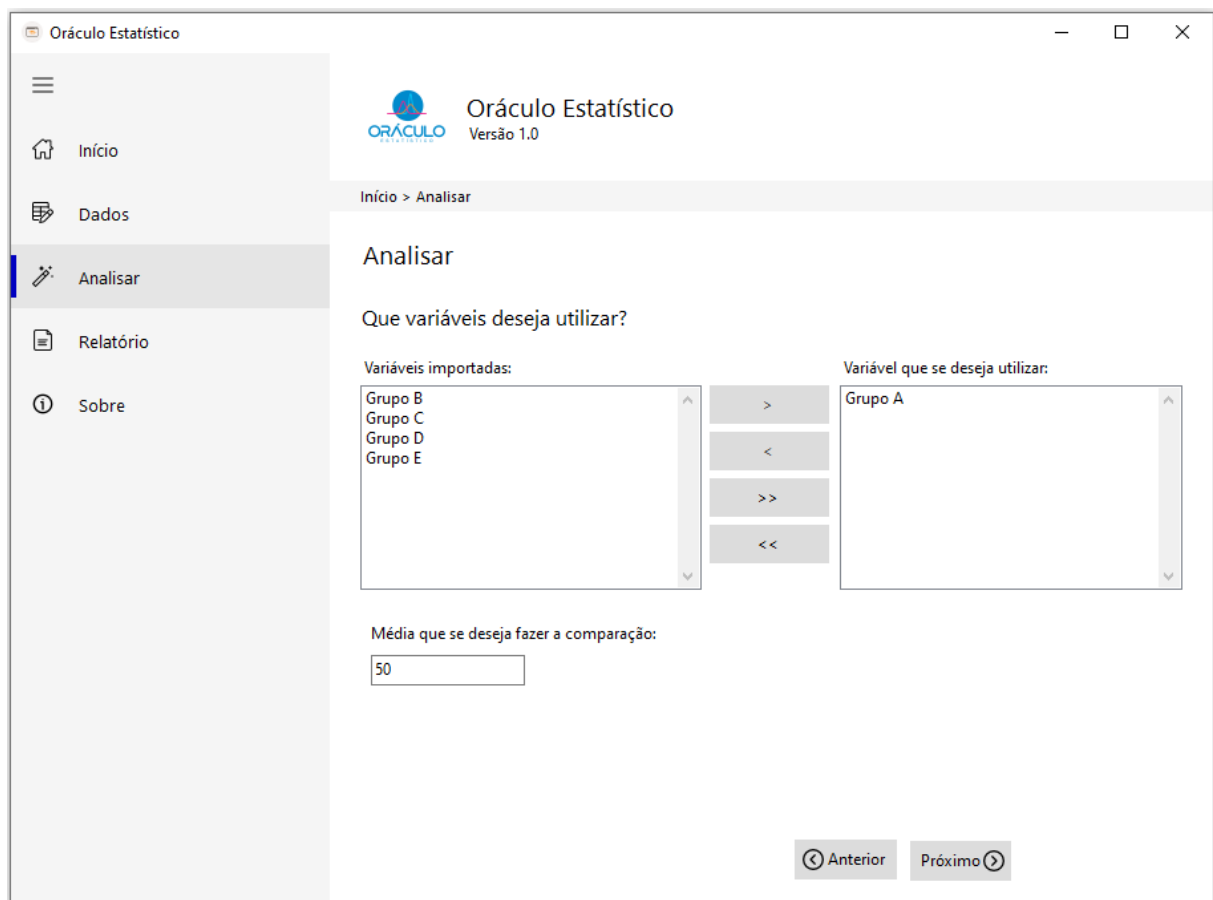 Oráculo Estatístico
Início
Dados
Analisar
Relatório
Sobre
ORÁCULO
ESTATÍSTICO
Oráculo Estatístico
Versão 1.0
Início > Analisar
Analisar
Que variáveis deseja utilizar?
Variáveis importadas:
Grupo B
Grupo C
Grupo D
Grupo E
>
<
>>
<<
Variável que se deseja utilizar:
Grupo A
Média que se deseja fazer a comparação:
50
Anterior
Próximo